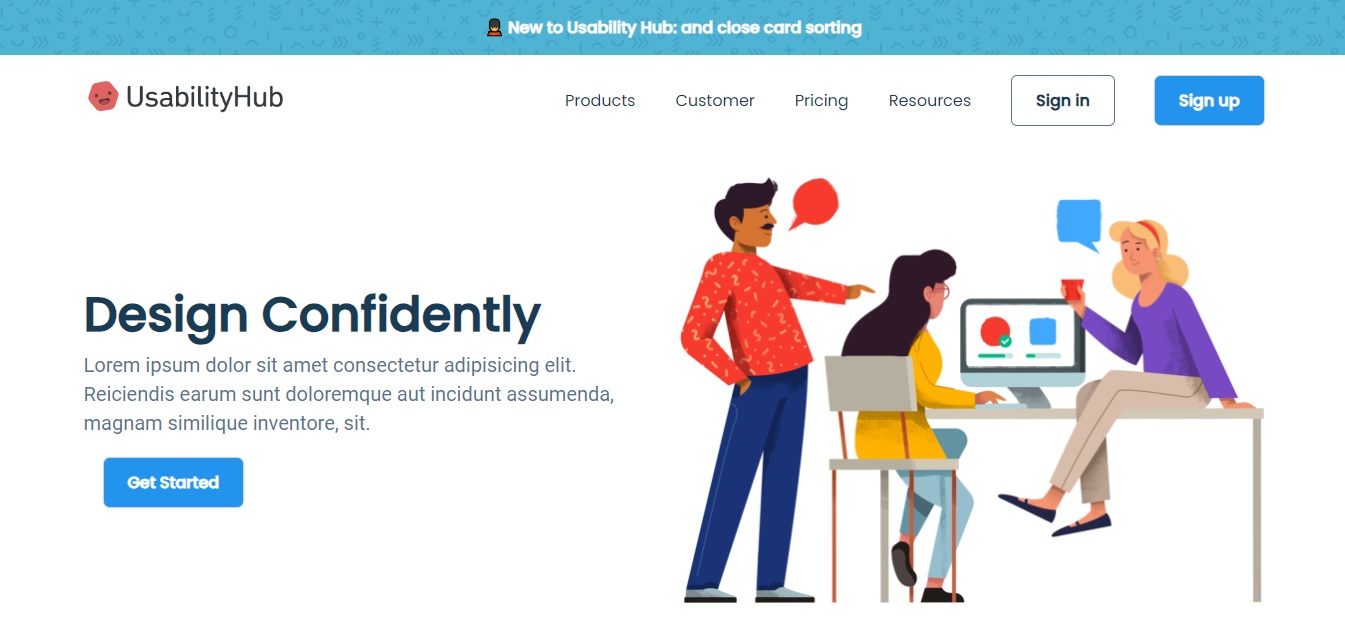 New to Usability Hub: and close card sorting
UsabilityHub
Products
Customer
Pricing
Resources
Sign in
Sign up
Design Confidently
Lorem ipsum dolor sit amet consectetur adipisicing elit.
Reiciendis earum sunt doloremque aut incidunt assumenda,
magnam similique inventore, sit.
Get Started